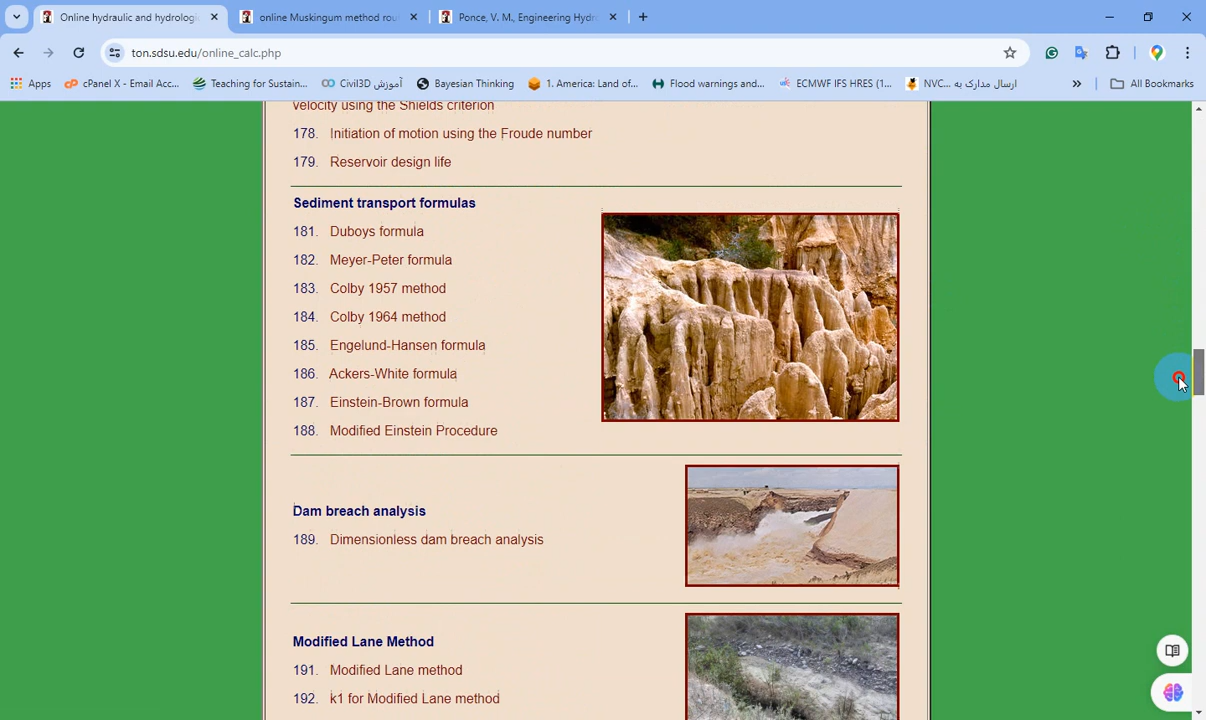 Online hydraulic and hydrologi
online Muskingum method rou
Ponce, V. M., Engineering Hydr
ton.sdsu.edu/online_calc.php
Apps
cPanel X - Email Acc...
Teaching for Sustain...
آموزش Civil3D
Bayesian Thinking
1. America: Land of...
Flood warnings and...
ECMWF IFS HRES (1...
ارسال مدارک به NVC...
All Bookmarks
velocity using the Shields criterion
178. Initiation of motion using the Froude number
179. Reservoir design life
Sediment transport formulas
181. Duboys formula
182. Meyer-Peter formula
183. Colby 1957 method
184. Colby 1964 method
185. Engelund-Hansen formula
186. Ackers-White formula
187. Einstein-Brown formula
188. Modified Einstein Procedure
Dam breach analysis
189. Dimensionless dam breach analysis
Modified Lane Method
191. Modified Lane method
192. k1 for Modified Lane method